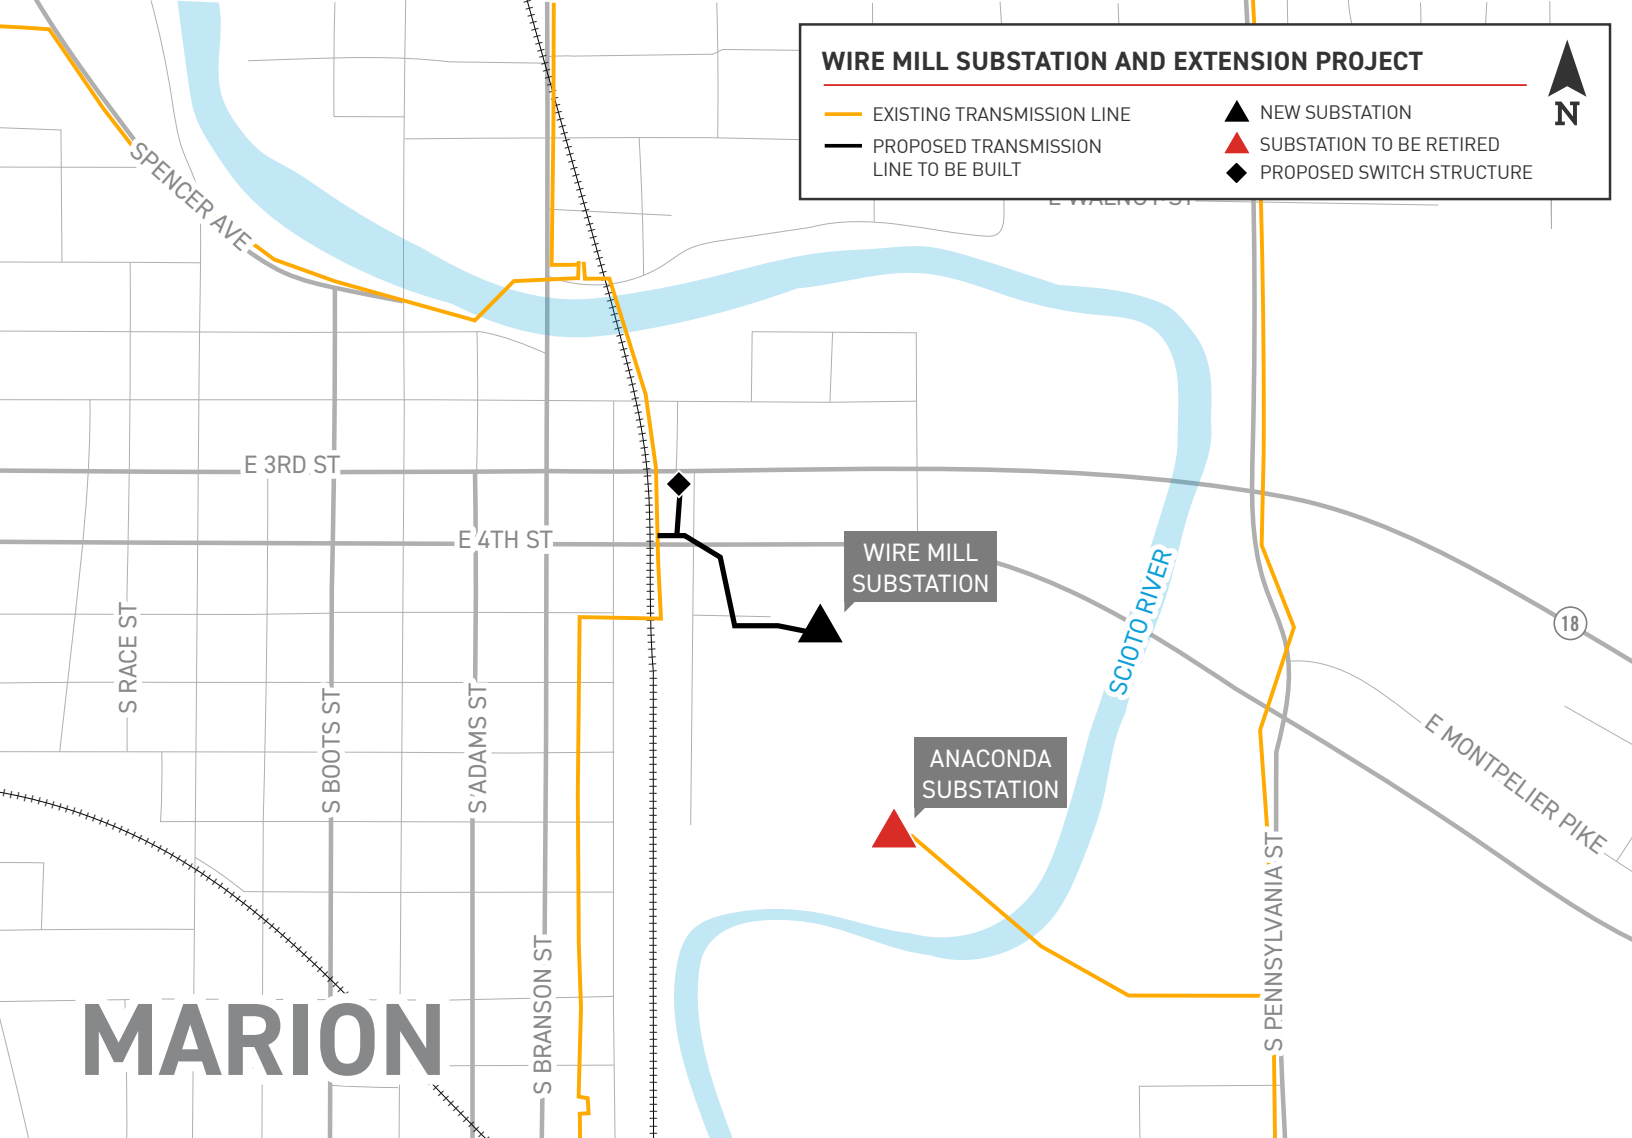 WIRE MILL SUBSTATION AND EXTENSION PROJECT
EXISTING TRANSMISSION LINE
PROPOSED TRANSMISSION
LINE TO BE BUILT
NEW SUBSTATION
SUBSTATION TO BE RETIRED
PROPOSED SWITCH STRUCTURE
N
E WALNUT ST
SPENCER AVE
E 3RD ST
E 4TH ST
WIRE MILL
SUBSTATION
SCIOTO RIVER
18
S RACE ST
S BOOTS ST
S ADAMS ST
ANACONDA
SUBSTATION
E MONTPELIER PIKE
S PENNSYLVANIA ST
S BRANSON ST
MARION